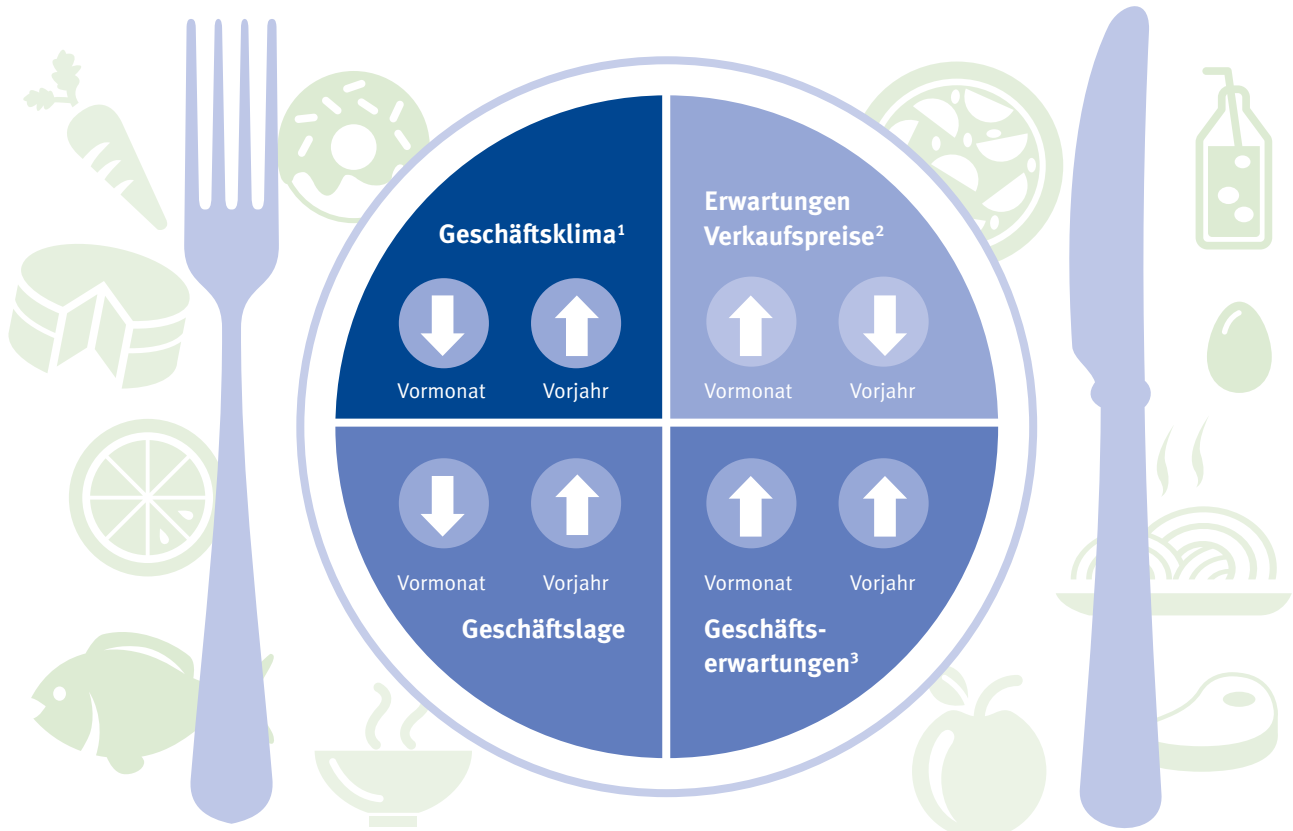 Geschäftsklima¹
Vormonat Vorjahr
Erwartungen
Verkaufspreise²
Vormonat Vorjahr
Vormonat Vorjahr
Geschäftslage
Vormonat Vorjahr
Geschäfts-
erwartungen³